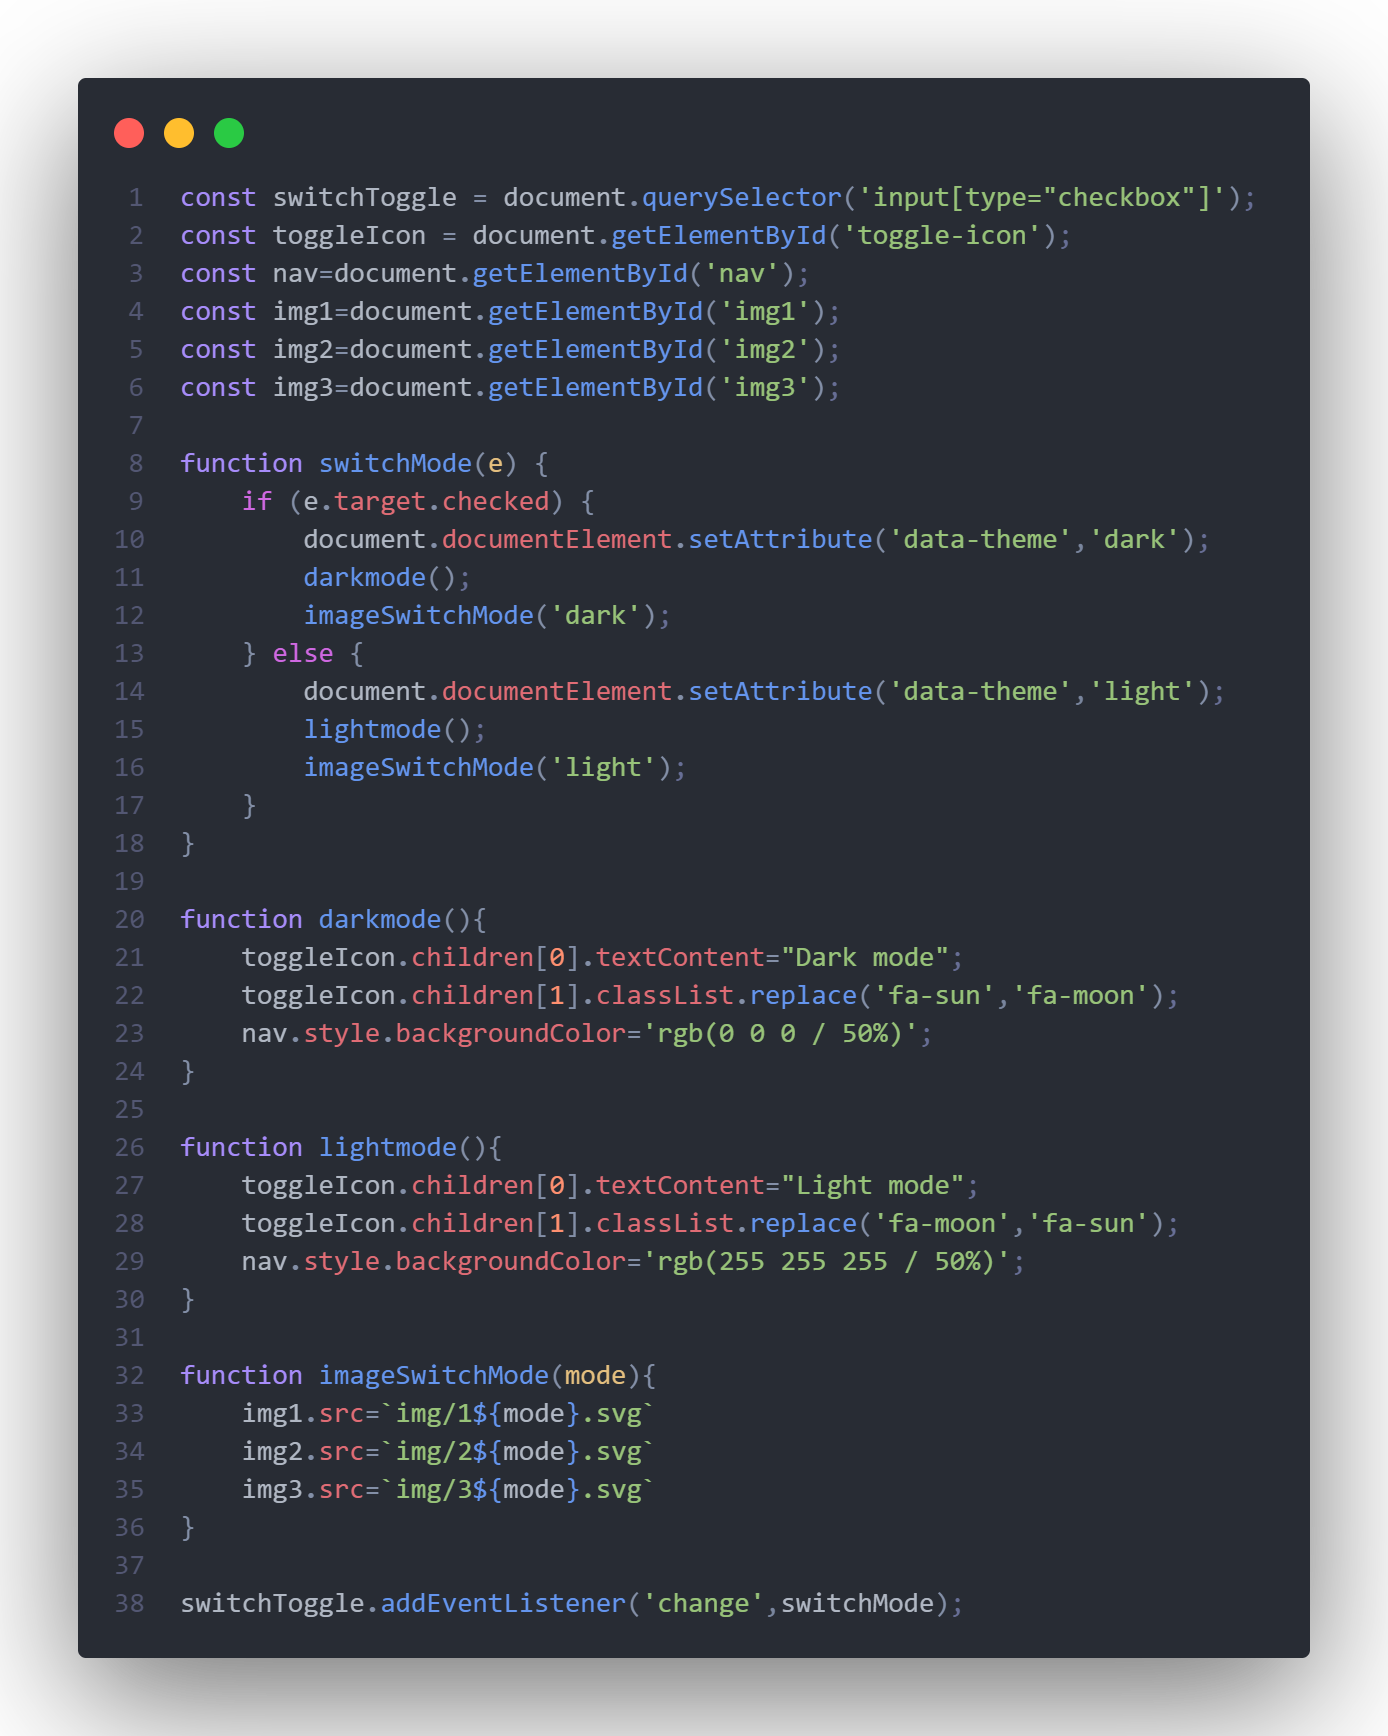 1 const switchToggle = document.querySelector('input[type="checkbox"]');
2 const toggleIcon = document.getElementById('toggle-icon');
3 const nav=document.getElementById('nav');
4 const img1=document.getElementById('img1');
5 const img2=document.getElementById('img2');
6 const img3=document.getElementById('img3');
7
8 function switchMode(e) {
9     if (e.target.checked) {
10         document.documentElement.setAttribute('data-theme','dark');
11         darkmode();
12         imageSwitchMode('dark');
13     } else {
14         document.documentElement.setAttribute('data-theme','light');
15         lightmode();
16         imageSwitchMode('light');
17     }
18 }
19
20 function darkmode(){
21     toggleIcon.children[0].textContent="Dark mode";
22     toggleIcon.children[1].classList.replace('fa-sun','fa-moon');
23     nav.style.backgroundColor='rgb(0 0 0 / 50%)';
24 }
25
26 function lightmode(){
27     toggleIcon.children[0].textContent="Light mode";
28     toggleIcon.children[1].classList.replace('fa-moon','fa-sun');
29     nav.style.backgroundColor='rgb(255 255 255 / 50%)';
30 }
31
32 function imageSwitchMode(mode){
33     img1.src=`img/1${mode}.svg`
34     img2.src=`img/2${mode}.svg`
35     img3.src=`img/3${mode}.svg`
36 }
37
38 switchToggle.addEventListener('change',switchMode);